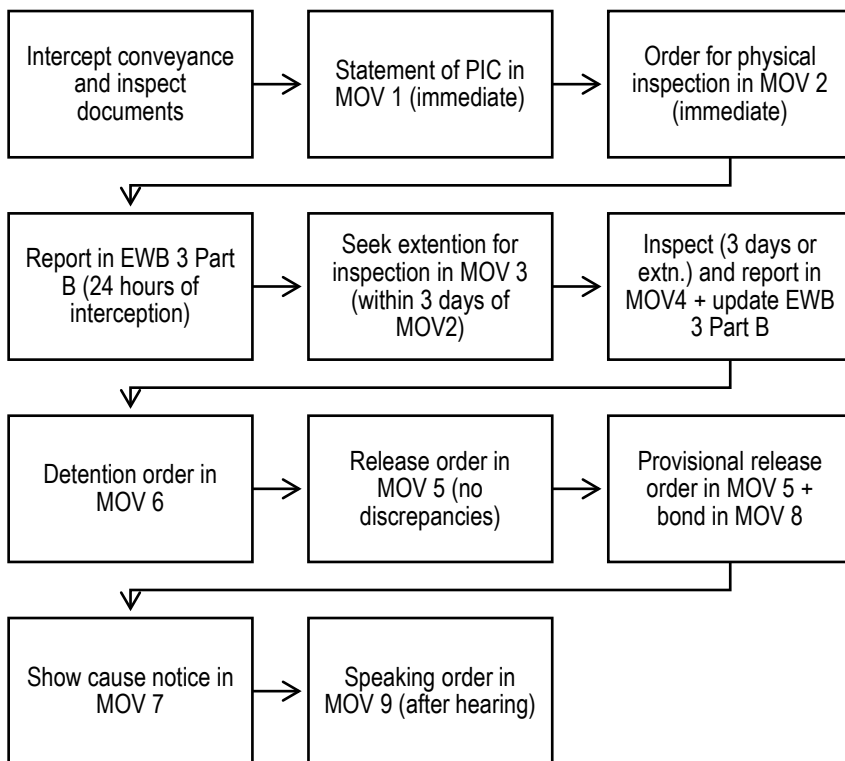 Intercept conveyance
and inspect
documents
Statement of PIC in
MOV 1 (immediate)
Order for physical
inspection in MOV 2
(immediate)
Report in EWB 3 Part
B (24 hours of
interception)
Seek extention for
inspection in MOV 3
(within 3 days of
MOV2)
Inspect (3 days or
extn.) and report in
MOV4 + update EWB
3 Part B
Detention order in
MOV 6
Release order in
MOV 5 (no
discrepancies)
Provisional release
order in MOV 5 +
bond in MOV 8
Show cause notice in
MOV 7
Speaking order in
MOV 9 (after hearing)